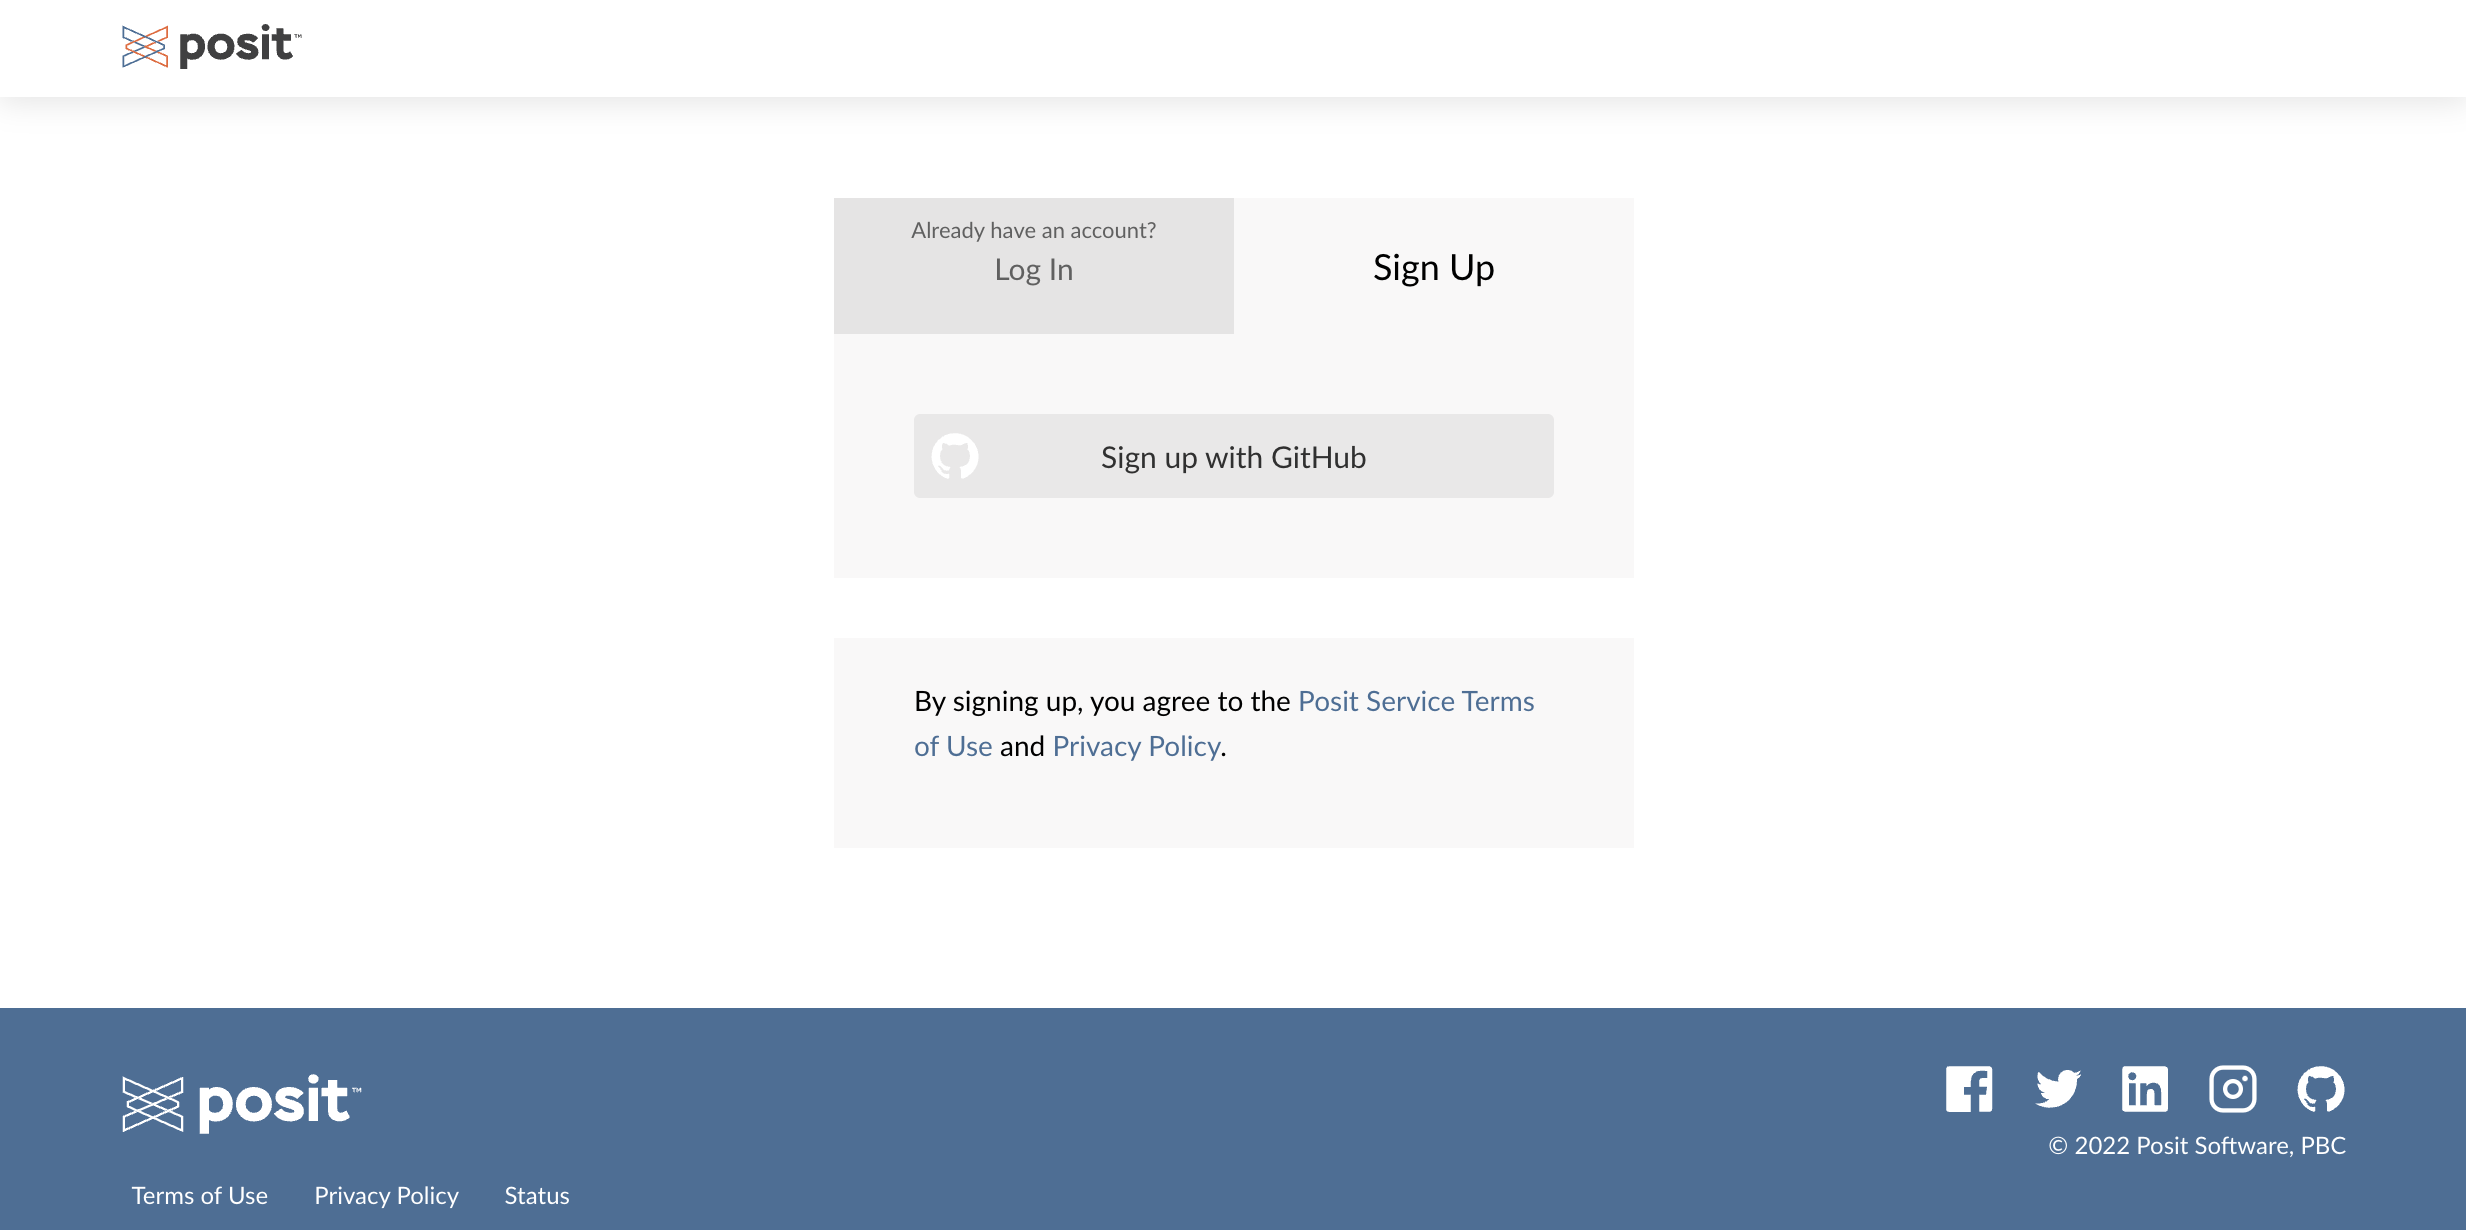 posit™
Already have an account?
Log In
Sign Up
Sign up with GitHub
By signing up, you agree to the Posit Service Terms
of Use and Privacy Policy.
posit™
© 2022 Posit Software, PBC
Terms of Use Privacy Policy Status